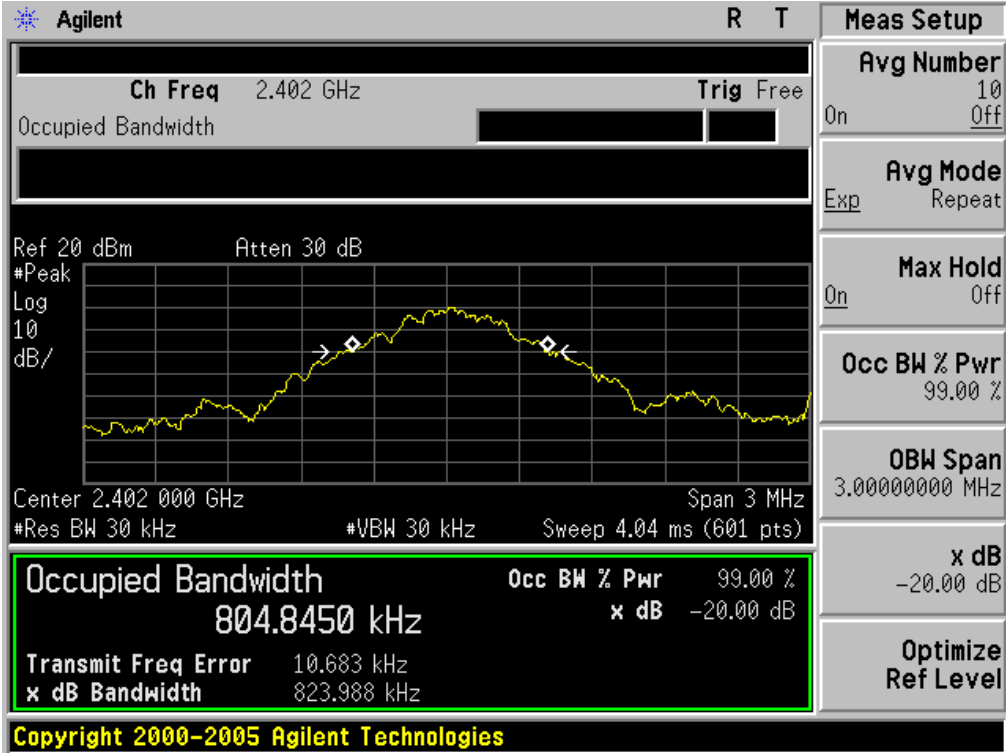 Agilent R T
Ch Freq 2.402 GHz Trig Free
Occupied Bandwidth
Ref 20 dBm Atten 30 dB
#Peak
Log
10
dB/
Center 2.402 000 GHz Span 3 MHz
#Res BW 30 kHz #VBW 30 kHz Sweep 4.04 ms (601 pts)
Occupied Bandwidth Occ BW % Pwr 99.00 %
804.8450 kHz x dB -20.00 dB
Transmit Freq Error 10.683 kHz
x dB Bandwidth 823.988 kHz
Copyright 2000-2005 Agilent Technologies
Meas Setup
Avg Number
10
On Off
Avg Mode
Exp Repeat
Max Hold
On Off
Occ BW % Pwr
99.00 %
OBW Span
3.00000000 MHz
x dB
-20.00 dB
Optimize
Ref Level